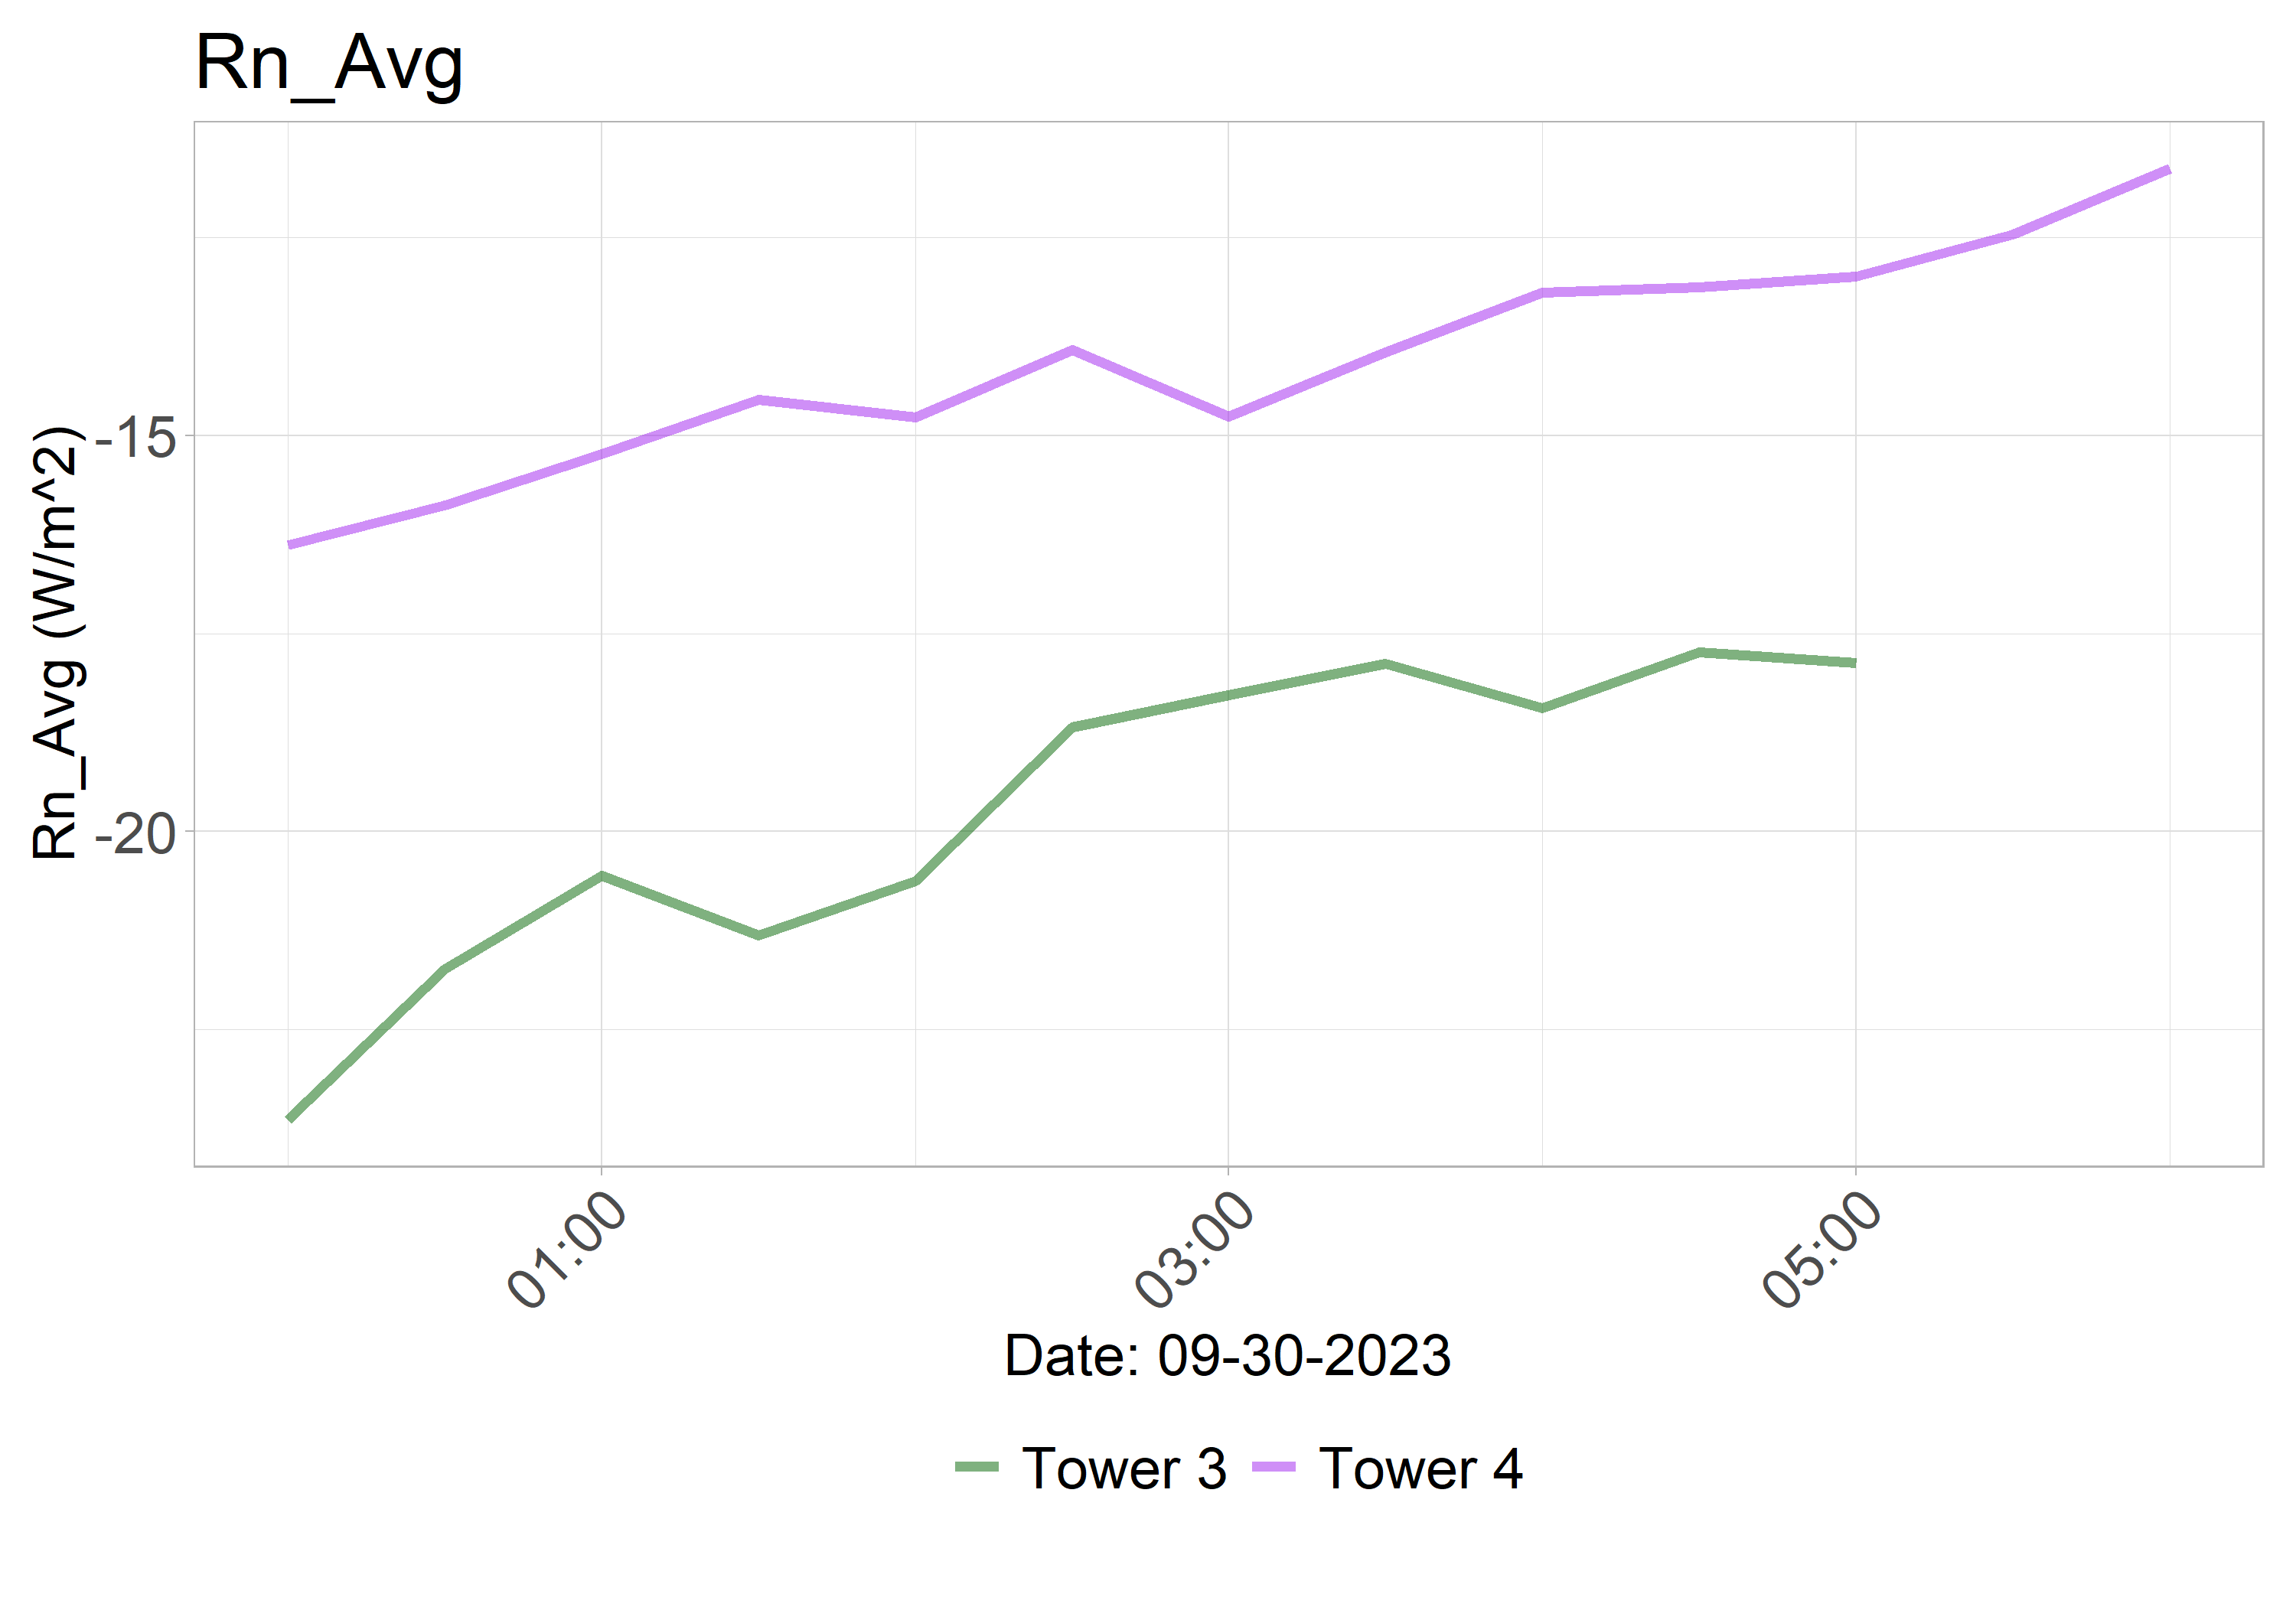 Rn_Avg
Rn_Avg (W/m^2)
-15
-20
01:00
03:00
05:00
Date: 09-30-2023
Tower 3
Tower 4